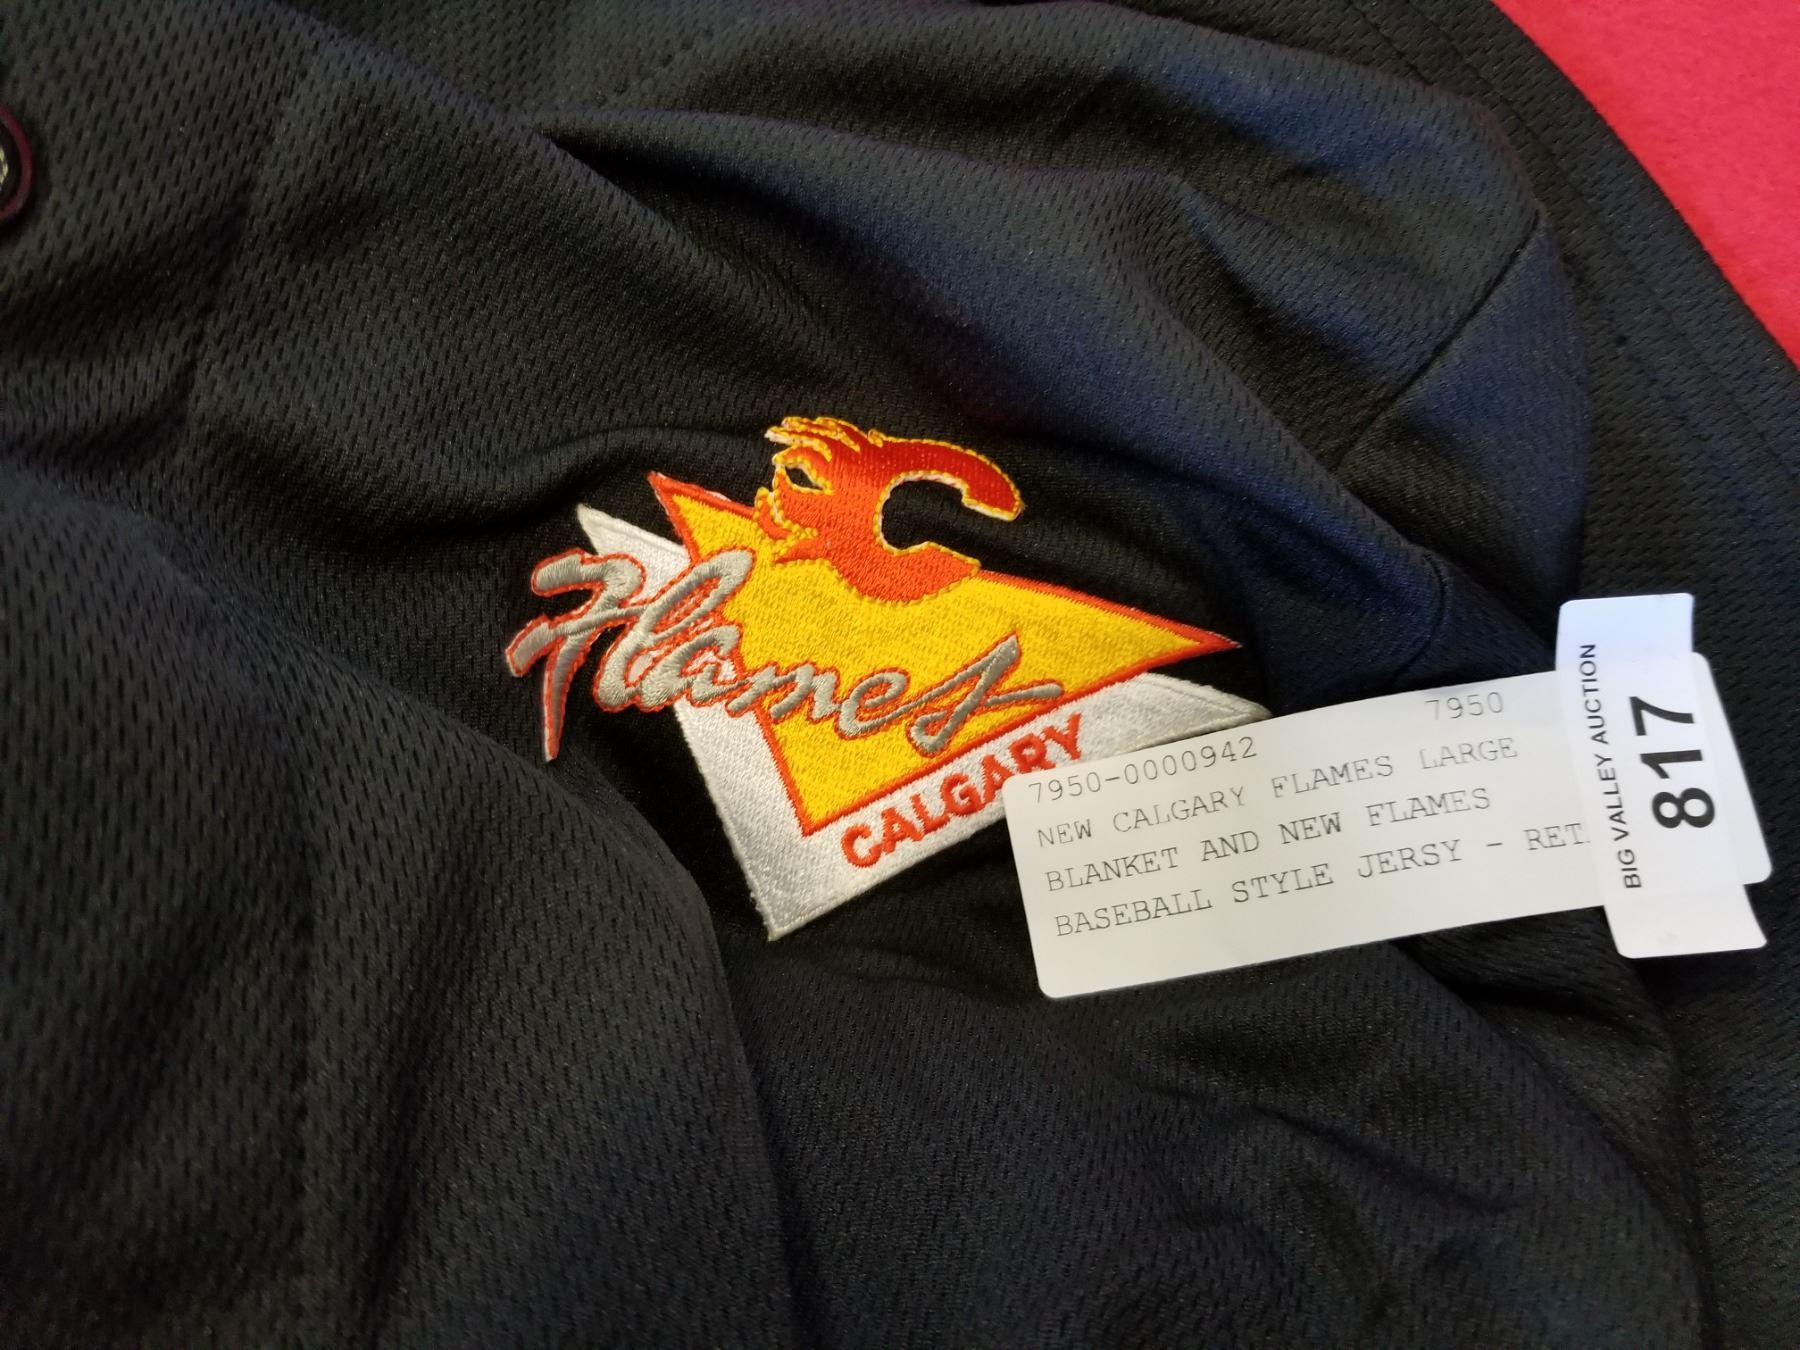 Flames
CALGARY
7950
7950-0000942
NEW CALGARY FLAMES LARGE
BLANKET AND NEW FLAMES
BASEBALL STYLE JERSY - RET
BIG VALLEY AUCTION
817